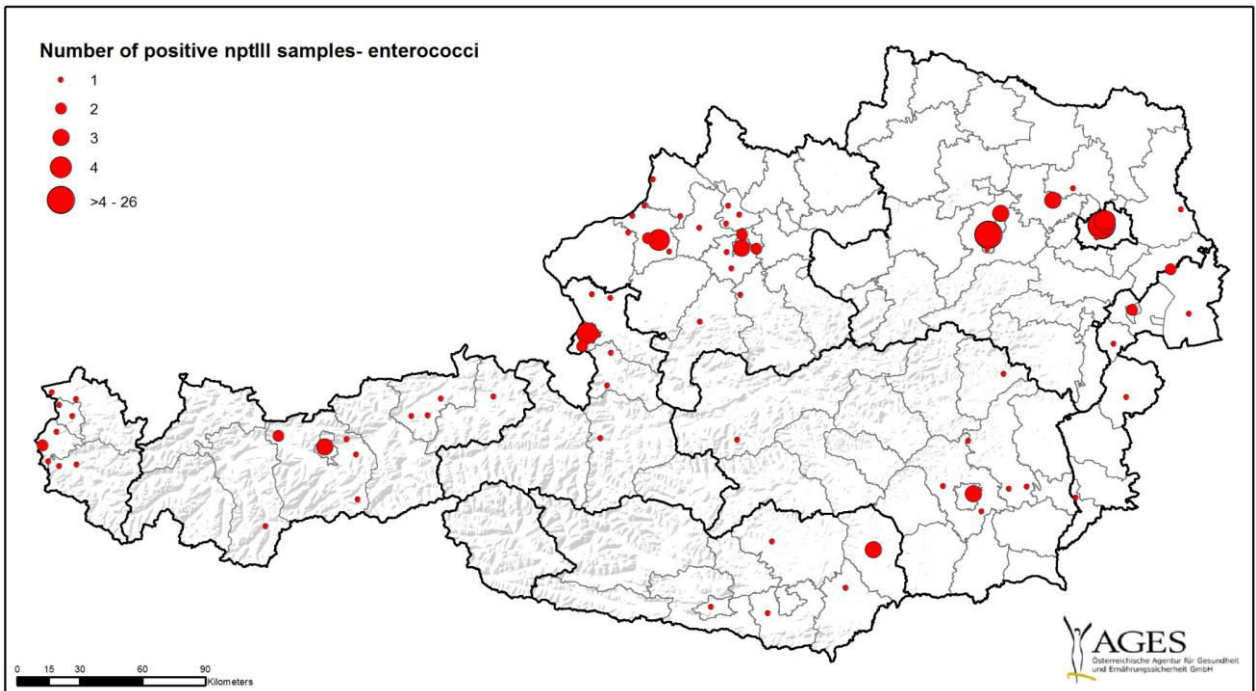 Number of positive nptIII samples- enterococci
1
2
3
4
>4 - 26
0 15 30 60 90
Kilometers
AGES
Österreichische Agentur für Gesundheit
und Ernährungssicherheit GmbH